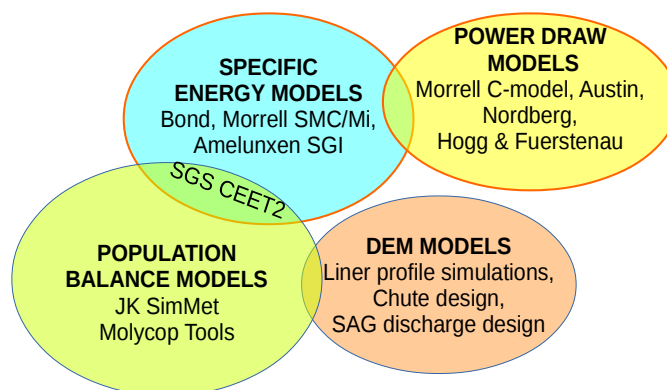 SPECIFIC
ENERGY MODELS
Bond, Morrell SMC/Mi,
Amelunxen SGI
POWER DRAW
MODELS
Morrell C-model, Austin,
Nordberg,
Hogg & Fuerstenau
SGS CEET2
POPULATION
BALANCE MODELS
JK SimMet
Molycop Tools
DEM MODELS
Liner profile simulations,
Chute design,
SAG discharge design